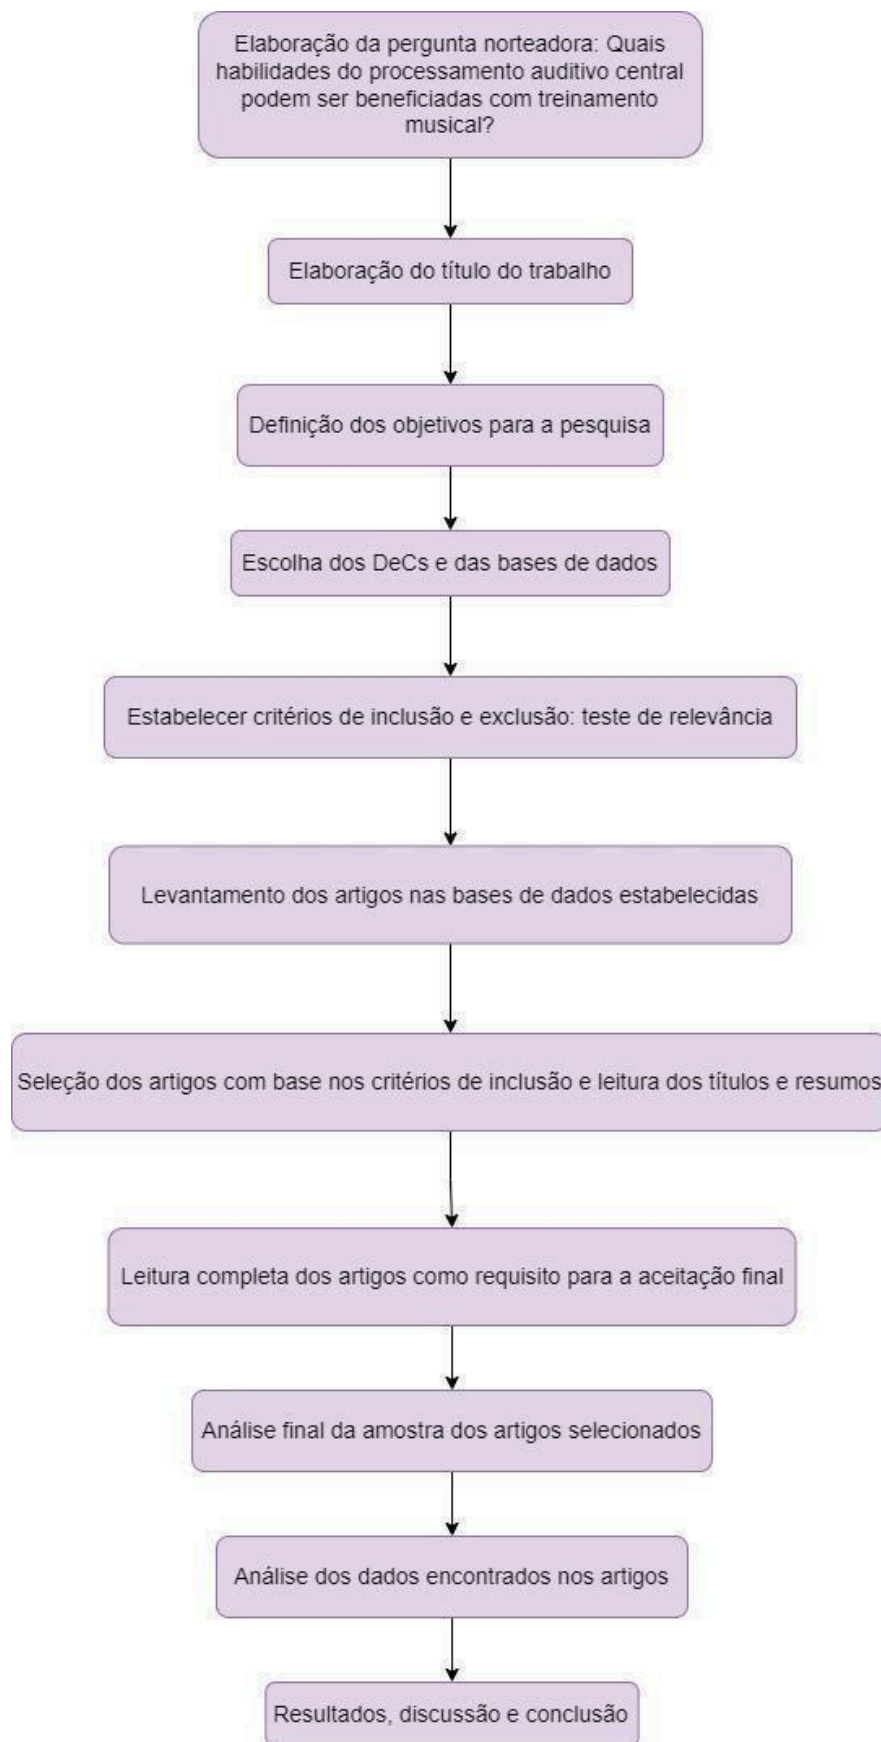 Elaboração da pergunta norteadora: Quais
habilidades do processamento auditivo central
podem ser beneficiadas com treinamento
musical?
Elaboração do título do trabalho
Definição dos objetivos para a pesquisa
Escolha dos DeCs e das bases de dados
Estabelecer critérios de inclusão e exclusão: teste de relevância
Levantamento dos artigos nas bases de dados estabelecidas
Seleção dos artigos com base nos critérios de inclusão e leitura dos títulos e resumos
Leitura completa dos artigos como requisito para a aceitação final
Análise final da amostra dos artigos selecionados
Análise dos dados encontrados nos artigos
Resultados, discussão e conclusão